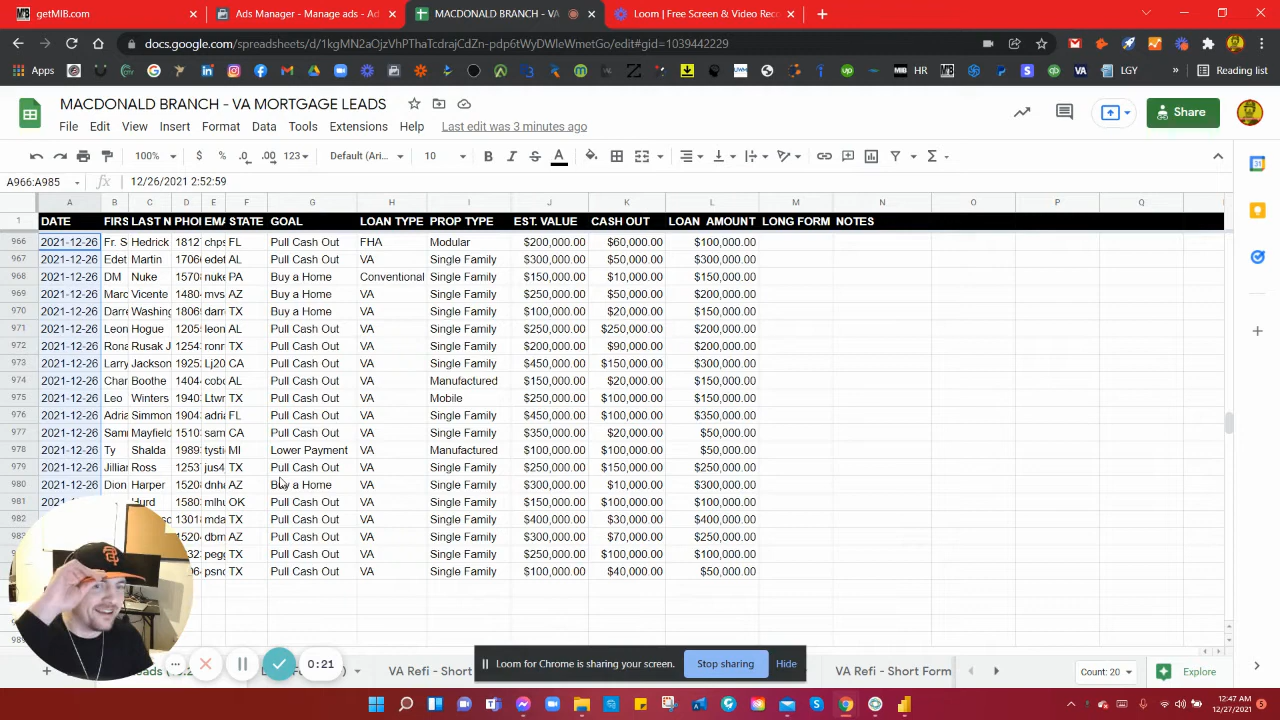 getMIB.com × Ads Manager - Manage ads - Ad × MACDONALD BRANCH - VA × Loom | Free Screen & Video Rec ×
docs.google.com/spreadsheets/d/1kgMN2aOjzVhPThaTcdrajCdZn-pdp6tWyDWleWmetGo/edit#gid=1039442229
Apps HR LGY » Reading list
MACDONALD BRANCH - VA MORTGAGE LEADS
Share
File Edit View Insert Format Data Tools Extensions Help Last edit was 3 minutes ago
100% $ % .0 .00 123 Default (Ari... 10 B I S A
A966:A985 fx 12/26/2021 2:52:59
A B C D E F G H I J K L M N O P Q
1 DATE FIRS LAST N PHOI EMA STATE GOAL LOAN TYPE PROP TYPE EST. VALUE CASH OUT LOAN AMOUNT LONG FORM NOTES
966 2021-12-26 Fr. S Hedrick 1812 chps FL Pull Cash Out FHA Modular $200,000.00 $60,000.00 $100,000.00
967 2021-12-26 Edet Martin 1706 edet AL Pull Cash Out VA Single Family $300,000.00 $50,000.00 $300,000.00
968 2021-12-26 DM Nuke 1570 nuke PA Buy a Home Conventional Single Family $150,000.00 $10,000.00 $150,000.00
969 2021-12-26 Marc Vicente 1480 mvs AZ Buy a Home VA Single Family $250,000.00 $50,000.00 $200,000.00
970 2021-12-26 Darre Washing 1806 darr TX Buy a Home VA Single Family $100,000.00 $20,000.00 $150,000.00
971 2021-12-26 Leon Hogue 1205 leon AL Pull Cash Out VA Single Family $250,000.00 $250,000.00 $200,000.00
972 2021-12-26 Rona Rusak J 1254 ronr TX Pull Cash Out VA Single Family $200,000.00 $90,000.00 $100,000.00
973 2021-12-26 Larry Jackson 1925 Lj20 CA Pull Cash Out VA Single Family $450,000.00 $150,000.00 $300,000.00
974 2021-12-26 Char Boothe 1404 cobc AL Pull Cash Out VA Manufactured $150,000.00 $20,000.00 $150,000.00
975 2021-12-26 Leo Winters 1940 Ltwr TX Pull Cash Out VA Mobile $250,000.00 $100,000.00 $150,000.00
976 2021-12-26 Adria Simmon 1904 adria FL Pull Cash Out VA Single Family $450,000.00 $100,000.00 $350,000.00
977 2021-12-26 Samr Mayfield 1510 sam CA Pull Cash Out VA Single Family $350,000.00 $20,000.00 $50,000.00
978 2021-12-26 Ty Shalda 1989 tysti MI Lower Payment VA Manufactured $100,000.00 $100,000.00 $50,000.00
979 2021-12-26 Jillian Ross 1253 jus4 TX Pull Cash Out VA Single Family $250,000.00 $150,000.00 $250,000.00
980 2021-12-26 Dion Harper 1520 dnha AZ Buy a Home VA Single Family $300,000.00 $10,000.00 $300,000.00
981 2021-12-26 Hurd 1580 mlhu OK Pull Cash Out VA Single Family $150,000.00 $100,000.00 $100,000.00
982 1301 mda TX Pull Cash Out VA Single Family $400,000.00 $30,000.00 $400,000.00
1520 dbm AZ Pull Cash Out VA Single Family $300,000.00 $70,000.00 $250,000.00
peg TX Pull Cash Out VA Single Family $250,000.00 $100,000.00 $100,000.00
psno TX Pull Cash Out VA Single Family $100,000.00 $40,000.00 $50,000.00
0:21
Loom for Chrome is sharing your screen. Stop sharing Hide
VA Refi - Short VA Refi - Short Form Count: 20 Explore
12:47 AM
12/27/2021